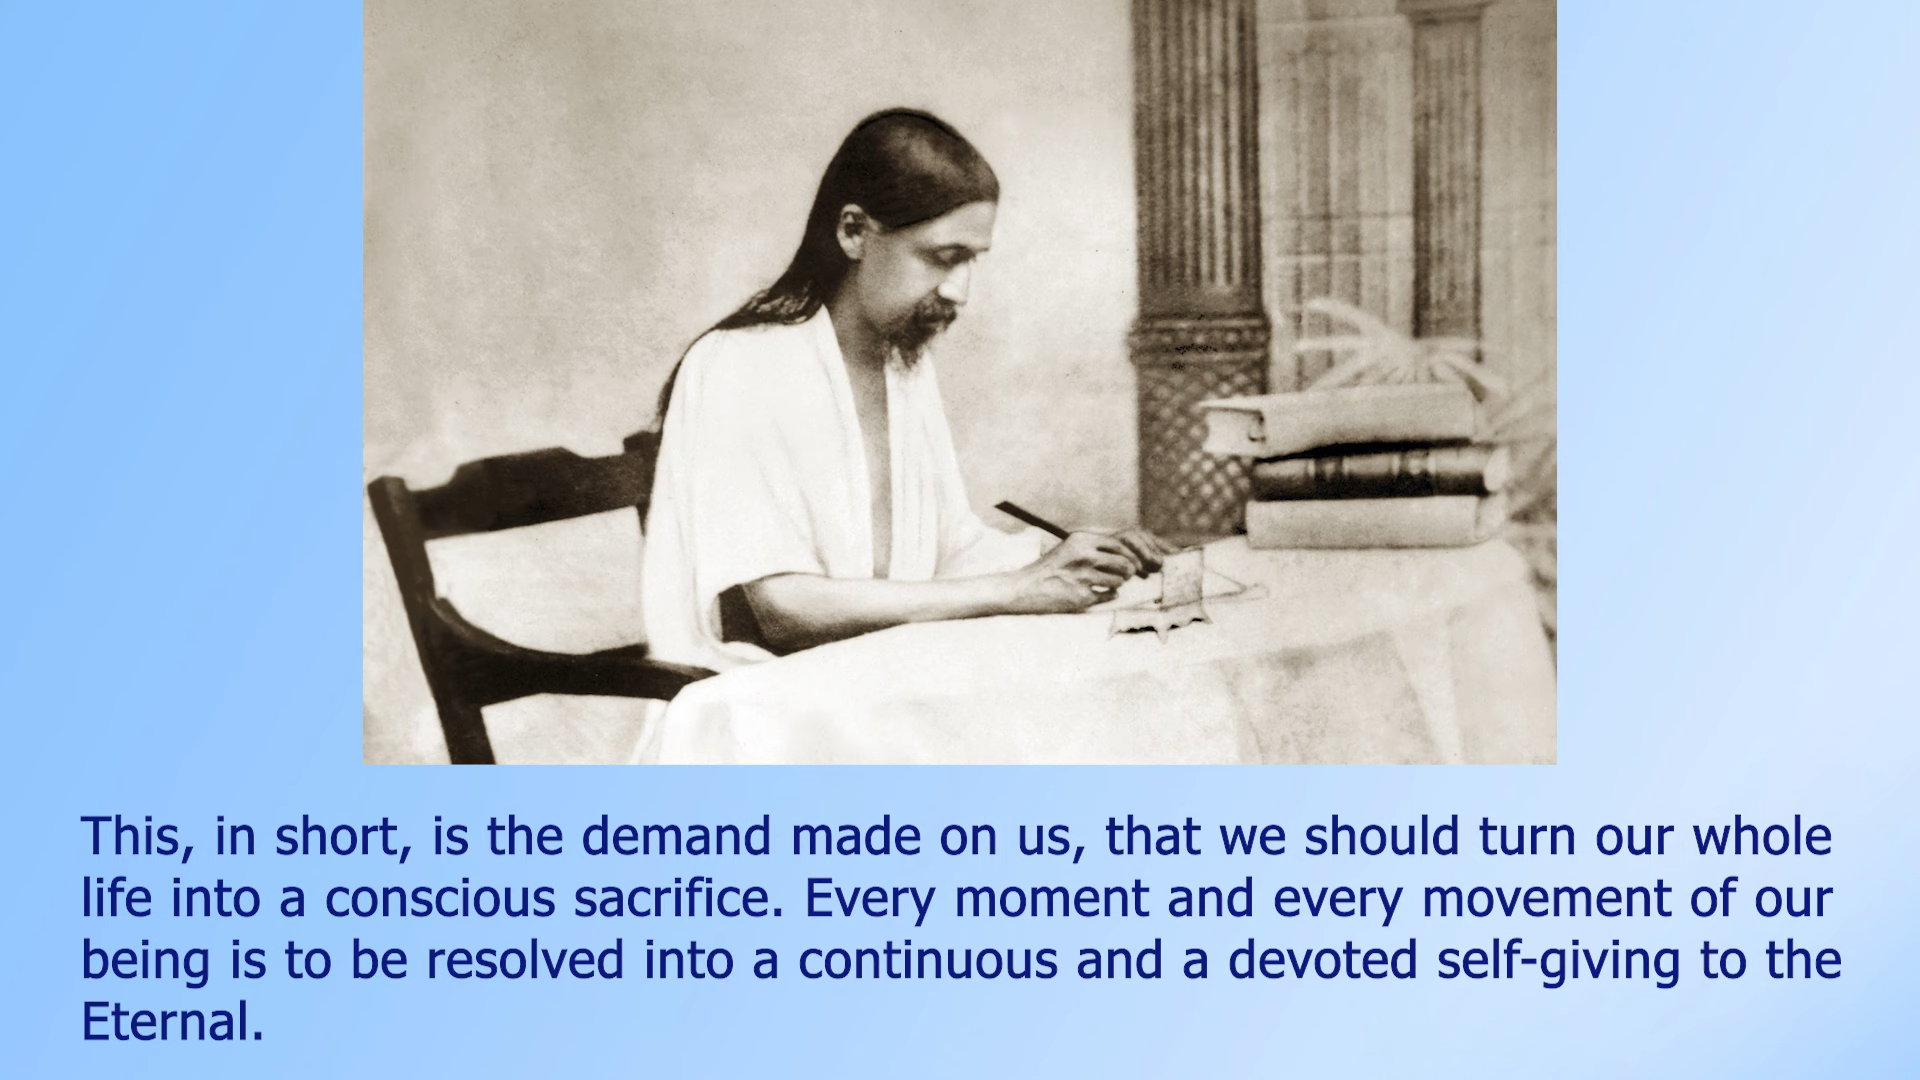 This, in short, is the demand made on us, that we should turn our whole
life into a conscious sacrifice. Every moment and every movement of our
being is to be resolved into a continuous and a devoted self-giving to the
Eternal.